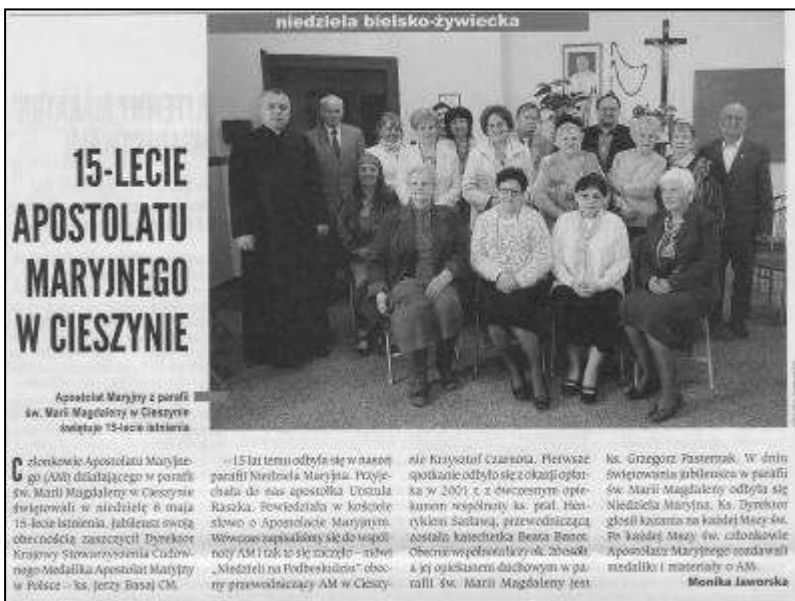 niedziela bielsko-żywiecka
15-LECIE
APOSTOLATU
MARYJNEGO
W CIESZYNIE
Apostolat Maryjny z parafii
św. Marii Magdaleny w Cieszynie
świętuje 15-lecie istnienia
Członkowie Apostolatu Maryjne-
go (AM) działającego w parafii
św. Marii Magdaleny w Cieszynie
świętowali w niedzielę 6 maja
15-lecie istnienia. Jubileusz swoją
obecnością zaszczycił Dyrektor
Krajowy Stowarzyszenia Cudow-
nego Medalika Apostolat Maryjny
w Polsce – ks. Jerzy Basaj CM.
– 15 lat temu odbyła się w naszej
parafii Niedziela Maryjna. Przyje-
chała do nas apostołka Urszula
Raszka. Powiedziała w kościele
słowo o Apostolacie Maryjnym.
Wówczas zapisaliśmy się do wspól-
noty AM i tak to się zaczęło – mówi
„Niedzieli na Podbeskidziu” obec-
ny przewodniczący AM w Cieszy-
nie Krzysztof Czarnota. Pierwsze
spotkanie odbyło się z okazji opłat-
ka w 2001 r. z ówczesnym opie-
kunem wspólnoty ks. prał. Hen-
rykiem Satławą, przewodniczącą
została katechetka Beata Banot.
Obecnie wspólnota liczy ok. 20 osób,
a jej opiekunem duchowym w pa-
rafii św. Marii Magdaleny jest
ks. Grzegorz Pasternak. W dniu
świętowania jubileuszu w parafii
św. Marii Magdaleny odbyła się
Niedziela Maryjna. Ks. Dyrektor
głosił kazania na każdej Mszy św.
Po każdej Mszy św. członkowie
Apostolatu Maryjnego rozdawali
medaliki i materiały o AM.
Monika Jaworska